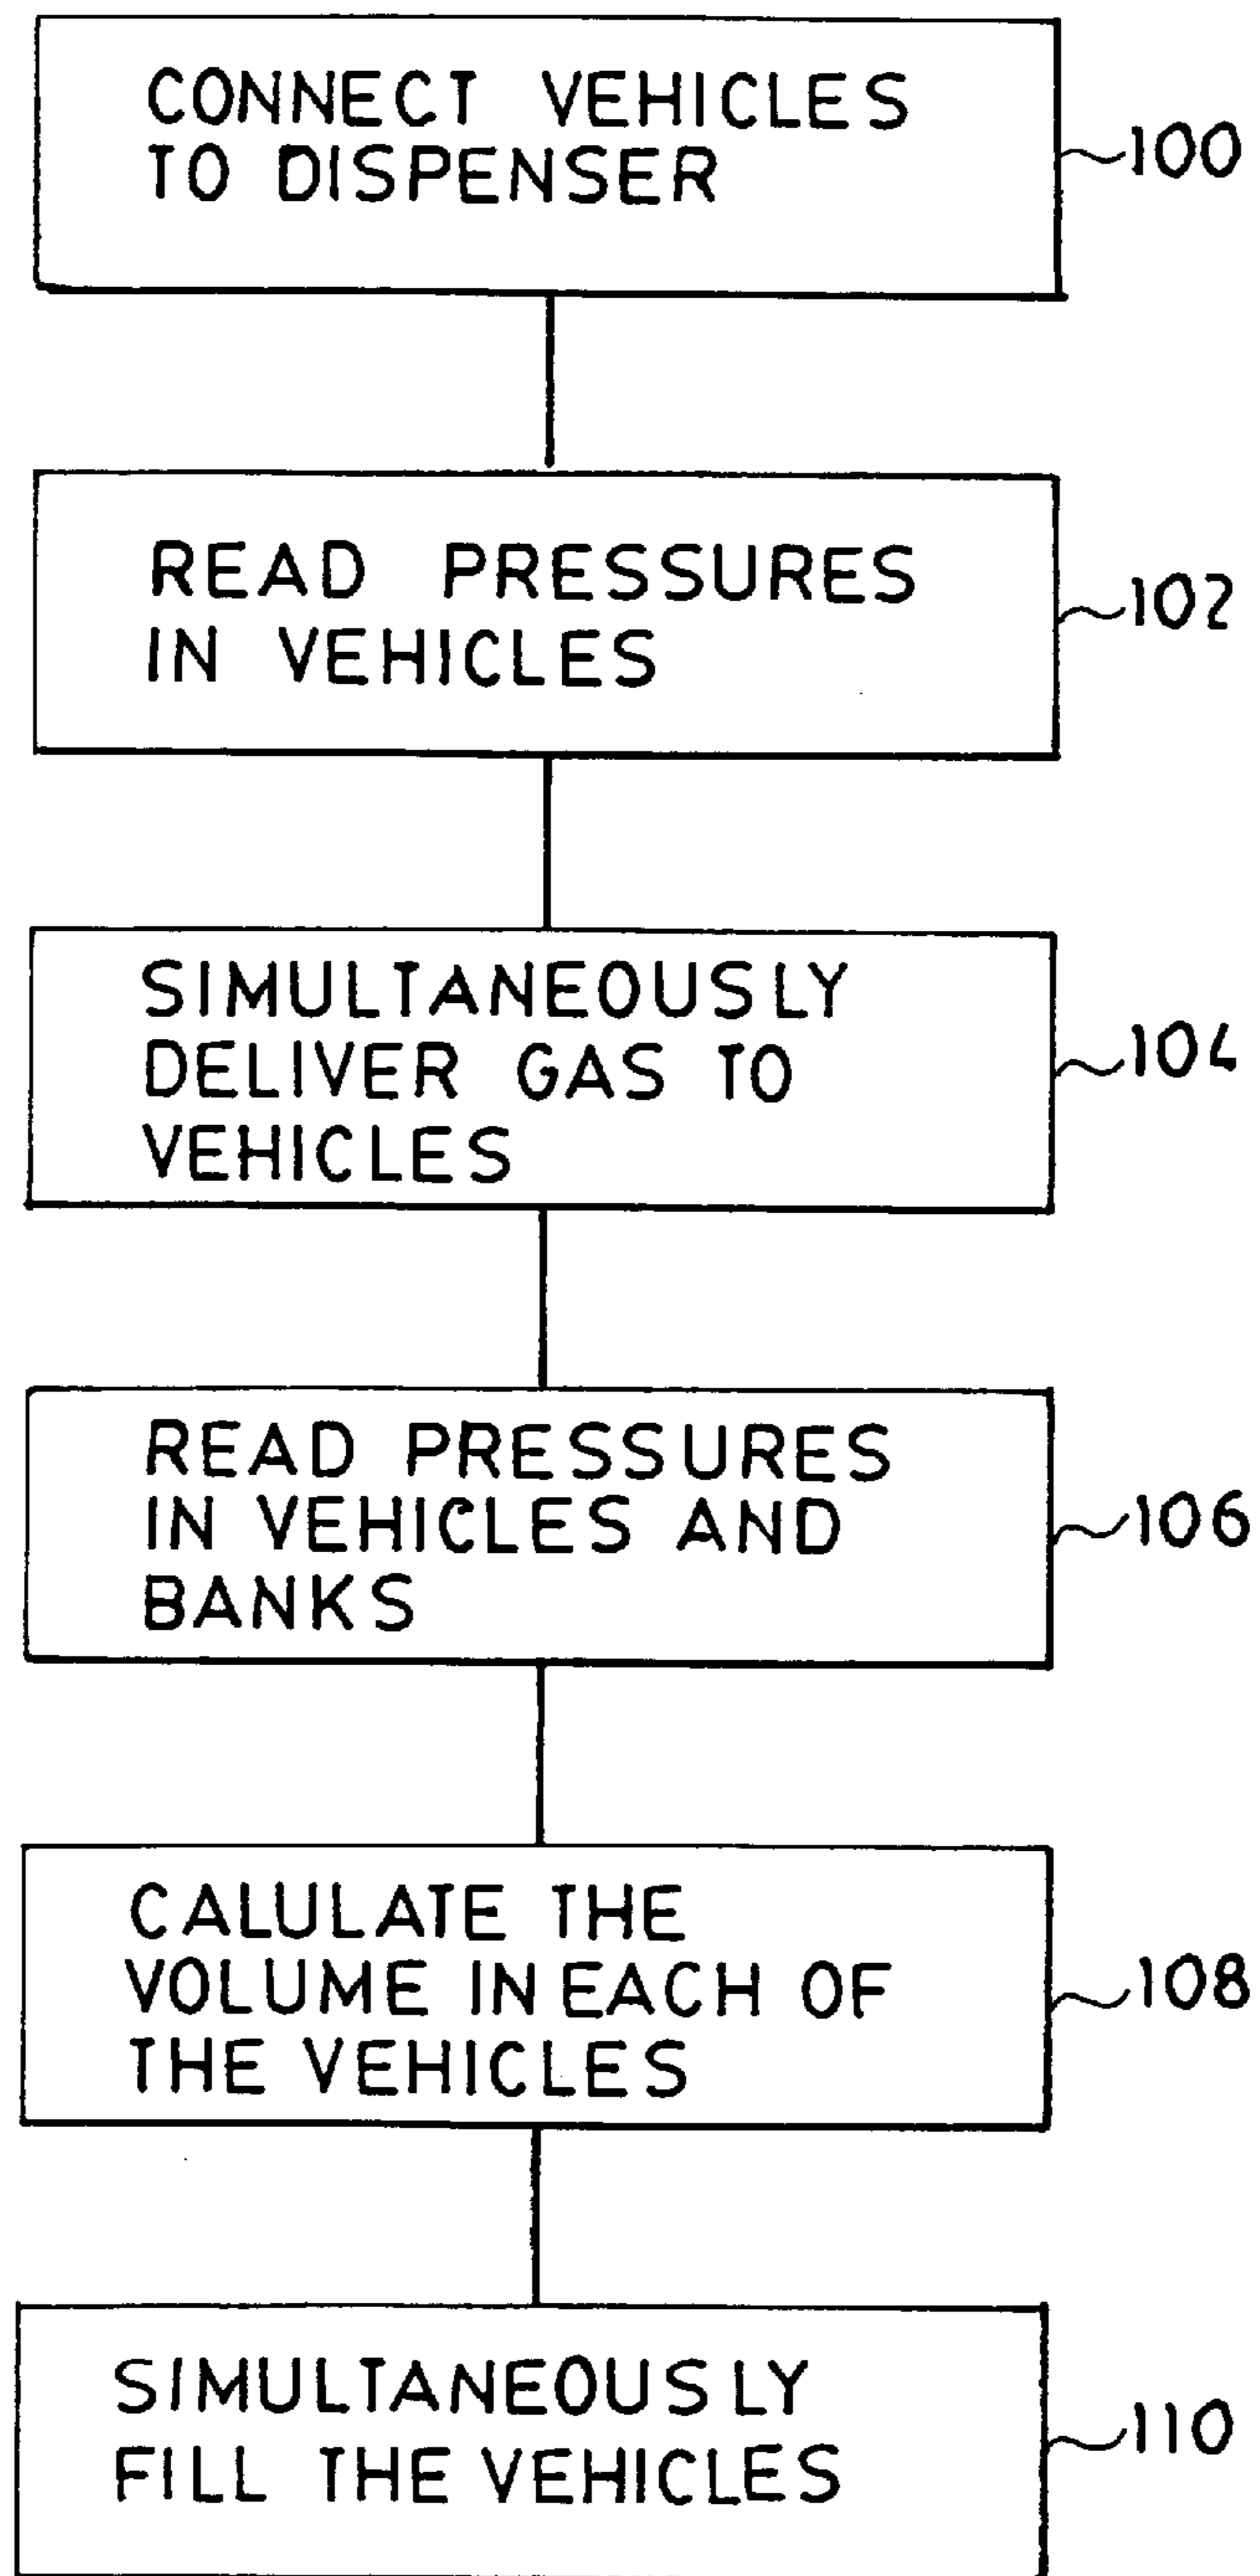 CONNECT VEHICLES
TO DISPENSER
100
READ PRESSURES
IN VEHICLES
102
SIMULTANEOUSLY
DELIVER GAS TO
VEHICLES
104
READ PRESSURES
IN VEHICLES AND
BANKS
106
CALULATE THE
VOLUME IN EACH OF
THE VEHICLES
108
SIMULTANEOUSLY
FILL THE VEHICLES
110